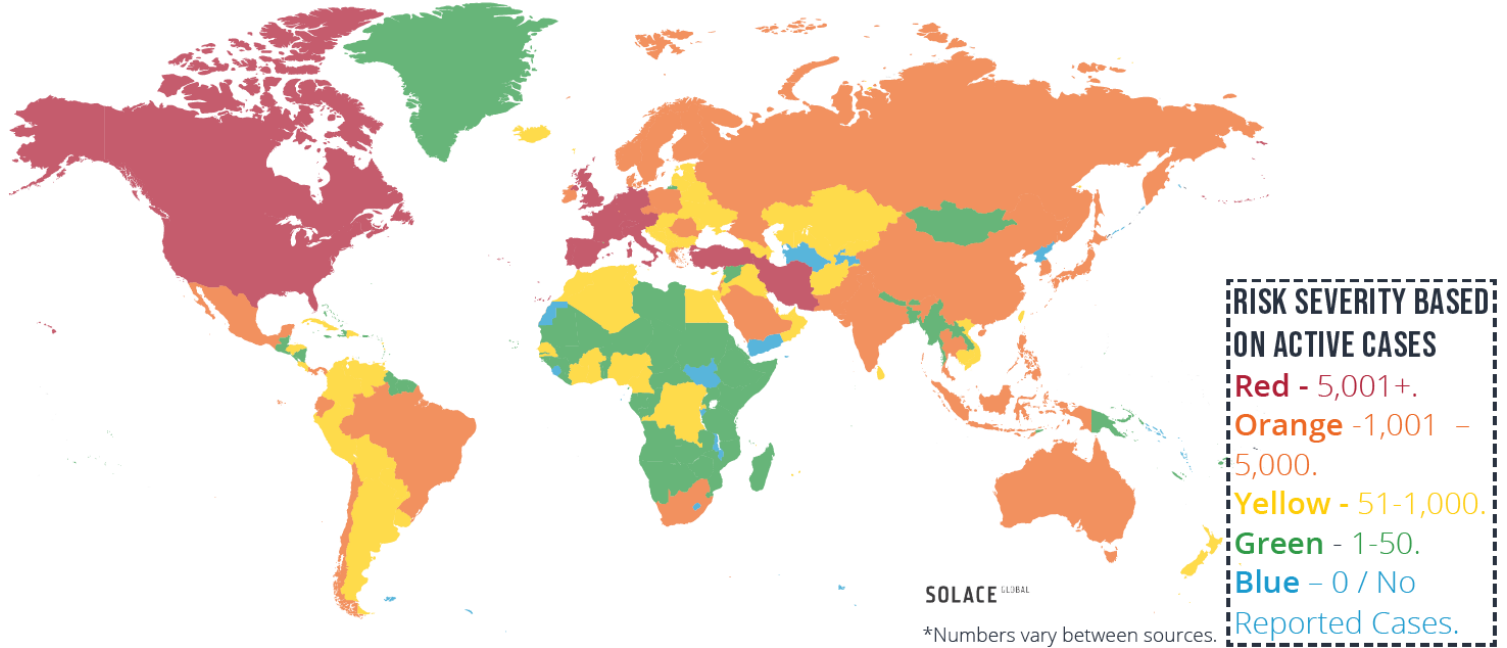 RISK SEVERITY BASED
ON ACTIVE CASES
Red - 5,001+.
Orange -1,001 –
5,000.
Yellow - 51-1,000.
Green - 1-50.
Blue – 0 / No
Reported Cases.
SOLACE GLOBAL
*Numbers vary between sources.